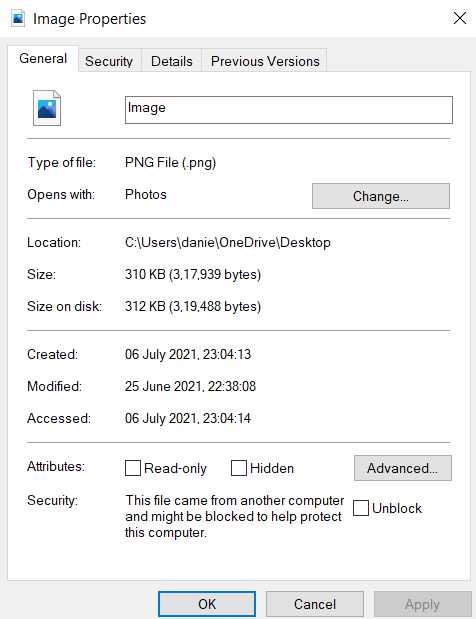 Image Properties
General Security Details Previous Versions
Image
Type of file: PNG File (.png)
Opens with: Photos Change...
Location: C:\Users\danie\OneDrive\Desktop
Size: 310 KB (3,17,939 bytes)
Size on disk: 312 KB (3,19,488 bytes)
Created: 06 July 2021, 23:04:13
Modified: 25 June 2021, 22:38:08
Accessed: 06 July 2021, 23:04:14
Attributes: Read-only Hidden Advanced...
Security: This file came from another computer
and might be blocked to help protect Unblock
this computer.
OK Cancel Apply